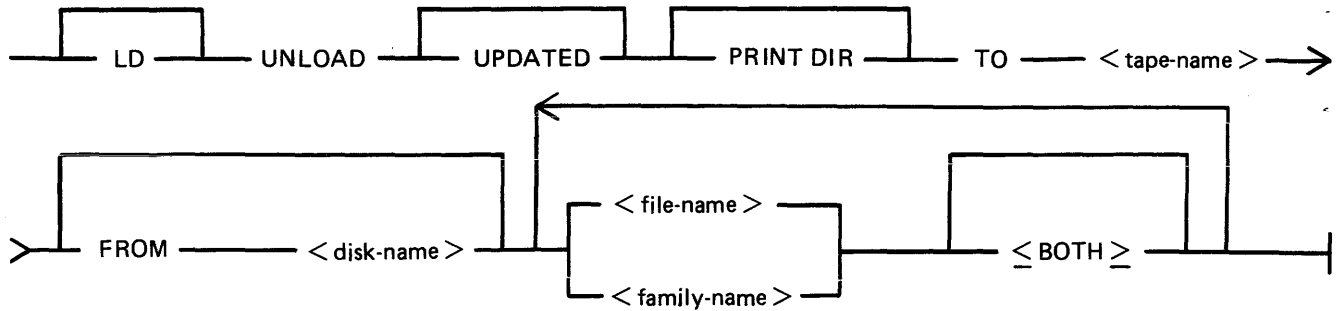 LD UNLOAD UPDATED PRINT DIR TO <tape-name>
<file-name>
FROM <disk-name> <BOTH>
<family-name>